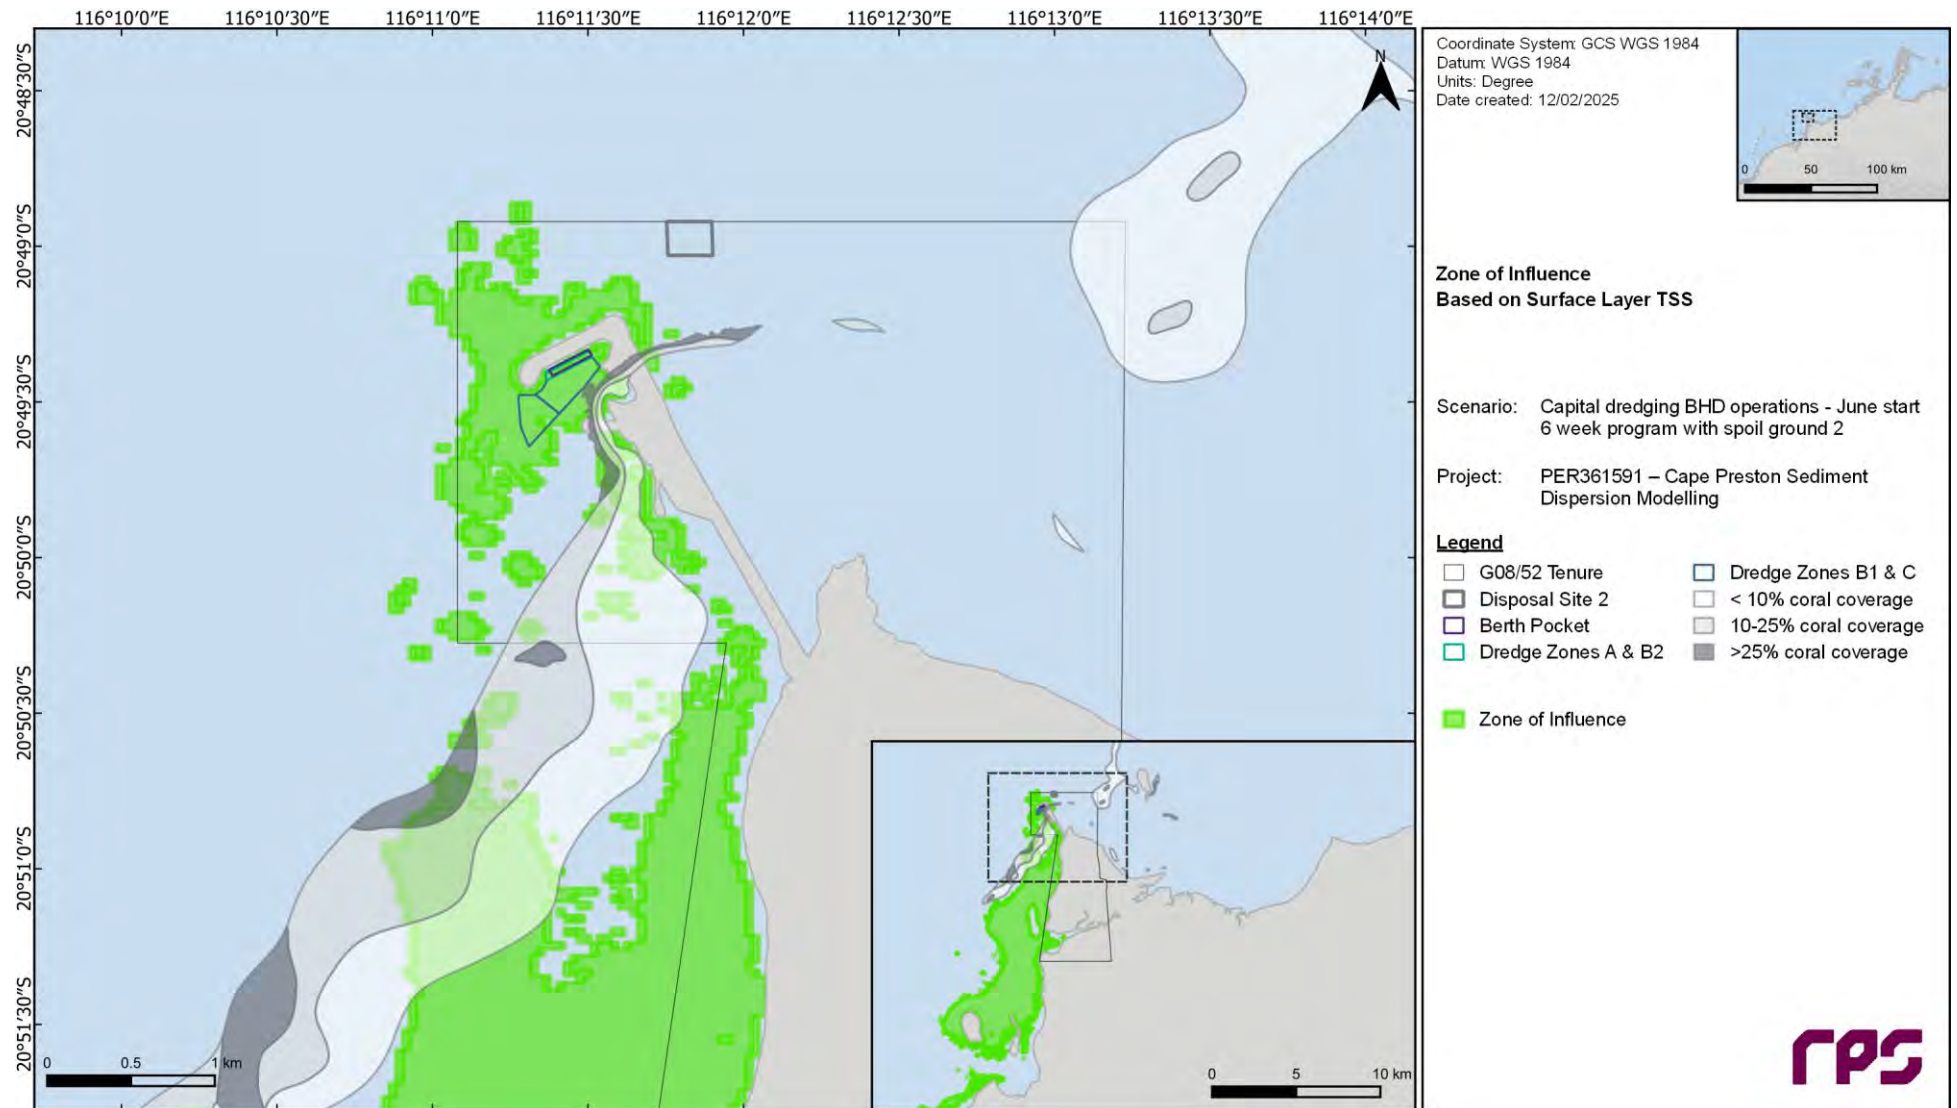 116°10′0″E 116°10′30″E 116°11′0″E 116°11′30″E 116°12′0″E 116°12′30″E 116°13′0″E 116°13′30″E 116°14′0″E
20°48′30″S
20°49′0″S
20°49′30″S
20°50′0″S
20°50′30″S
20°51′0″S
20°51′30″S
N
0 0.5 1 km
0 5 10 km
Coordinate System: GCS WGS 1984
Datum: WGS 1984
Units: Degree
Date created: 12/02/2025
0 50 100 km
Zone of Influence
Based on Surface Layer TSS
Scenario: Capital dredging BHD operations - June start
6 week program with spoil ground 2
Project: PER361591 – Cape Preston Sediment
Dispersion Modelling
Legend
G08/52 Tenure
Disposal Site 2
Berth Pocket
Dredge Zones A & B2
Dredge Zones B1 & C
< 10% coral coverage
10-25% coral coverage
>25% coral coverage
Zone of Influence
rps